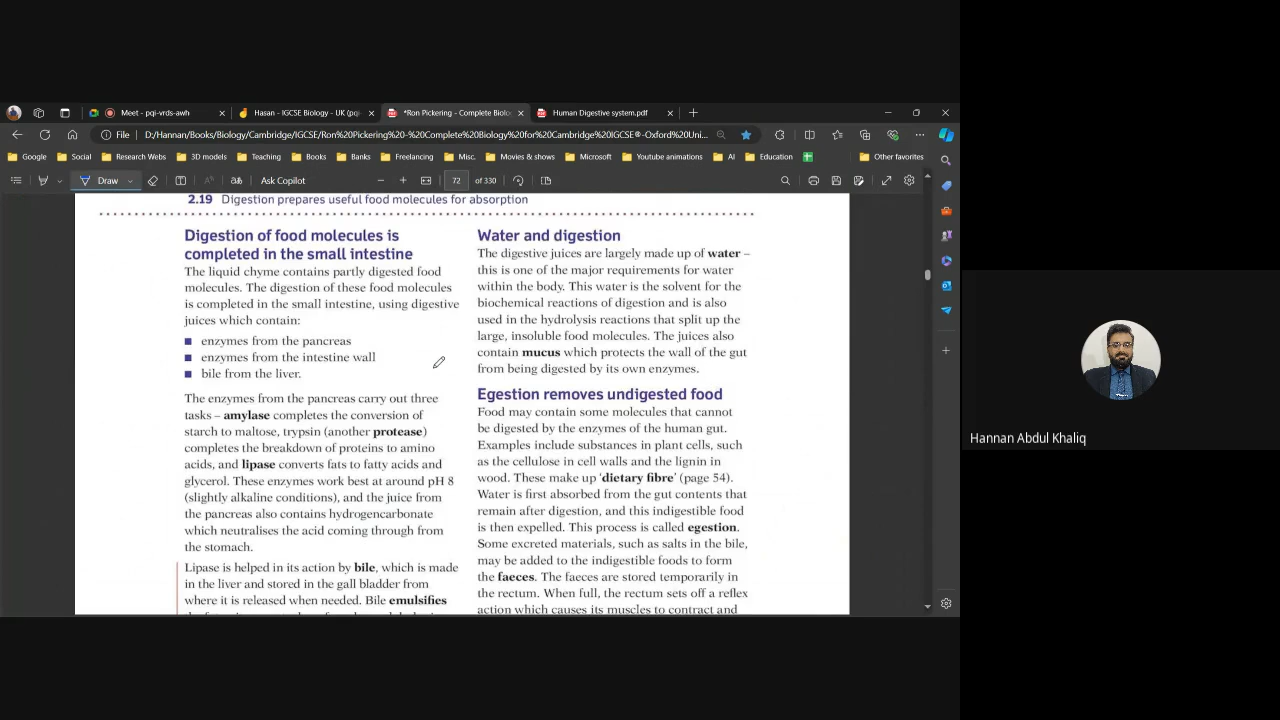 Meet - pqi-vrds-awh
Hasan - IGCSE Biology - UK (pqi-
*Ron Pickering - Complete Biolo
Human Digestive system.pdf
File
D:/Hannan/Books/Biology/Cambridge/IGCSE/Ron%20Pickering%20-%20Complete%20Biology%20for%20Cambridge%20IGCSE®-Oxford%20Uni...
Google
Social
Research Webs
3D models
Teaching
Books
Banks
Freelancing
Misc.
Movies & shows
Microsoft
Youtube animations
AI
Education
Other favorites
Draw
Ask Copilot
72 of 330
2.19 Digestion prepares useful food molecules for absorption
Digestion of food molecules is
completed in the small intestine
The liquid chyme contains partly digested food
molecules. The digestion of these food molecules
is completed in the small intestine, using digestive
juices which contain:
enzymes from the pancreas
enzymes from the intestine wall
bile from the liver.
The enzymes from the pancreas carry out three
tasks – amylase completes the conversion of
starch to maltose, trypsin (another protease)
completes the breakdown of proteins to amino
acids, and lipase converts fats to fatty acids and
glycerol. These enzymes work best at around pH 8
(slightly alkaline conditions), and the juice from
the pancreas also contains hydrogencarbonate
which neutralises the acid coming through from
the stomach.
Lipase is helped in its action by bile, which is made
in the liver and stored in the gall bladder from
where it is released when needed. Bile emulsifies
Water and digestion
The digestive juices are largely made up of water –
this is one of the major requirements for water
within the body. This water is the solvent for the
biochemical reactions of digestion and is also
used in the hydrolysis reactions that split up the
large, insoluble food molecules. The juices also
contain mucus which protects the wall of the gut
from being digested by its own enzymes.
Egestion removes undigested food
Food may contain some molecules that cannot
be digested by the enzymes of the human gut.
Examples include substances in plant cells, such
as the cellulose in cell walls and the lignin in
wood. These make up 'dietary fibre' (page 54).
Water is first absorbed from the gut contents that
remain after digestion, and this indigestible food
is then expelled. This process is called egestion.
Some excreted materials, such as salts in the bile,
may be added to the indigestible foods to form
the faeces. The faeces are stored temporarily in
the rectum. When full, the rectum sets off a reflex
action which causes its muscles to contract and
Hannan Abdul Khaliq